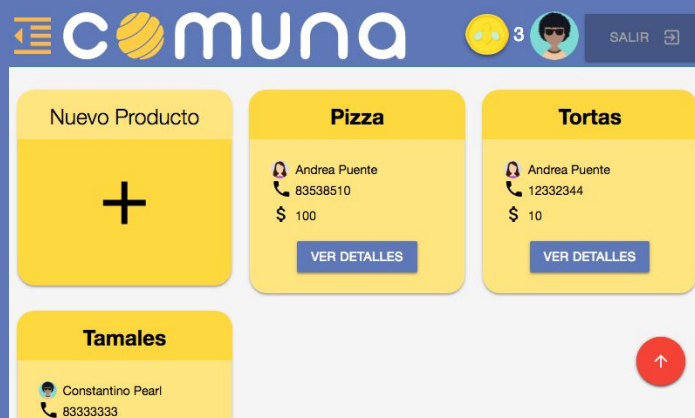 comuna
3
SALIR
Nuevo Producto
+
Pizza
Andrea Puente
83538510
$ 100
VER DETALLES
Tortas
Andrea Puente
12332344
$ 10
VER DETALLES
Tamales
Constantino Pearl
83333333